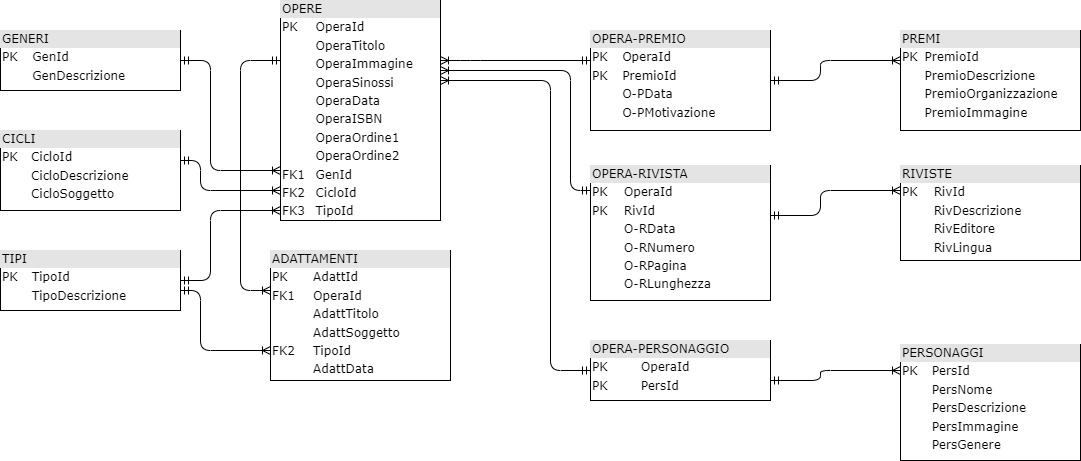 GENERI
PK GenId
GenDescrizione
CICLI
PK CicloId
CicloDescrizione
CicloSoggetto
TIPI
PK TipoId
TipoDescrizione
OPERE
PK OperaId
OperaTitolo
OperaImmagine
OperaSinossi
OperaData
OperaISBN
OperaOrdine1
OperaOrdine2
FK1 GenId
FK2 CicloId
FK3 TipoId
ADATTAMENTI
PK AdattId
FK1 OperaId
AdattTitolo
AdattSoggetto
FK2 TipoId
AdattData
OPERA-PREMIO
PK OperaId
PK PremioId
O-PData
O-PMotivazione
OPERA-RIVISTA
PK OperaId
PK RivId
O-RData
O-RNumero
O-RPagina
O-RLunghezza
OPERA-PERSONAGGIO
PK OperaId
PK PersId
PREMI
PK PremioId
PremioDescrizione
PremioOrganizzazione
PremioImmagine
RIVISTE
PK RivId
RivDescrizione
RivEditore
RivLingua
PERSONAGGI
PK PersId
PersNome
PersDescrizione
PersImmagine
PersGenere